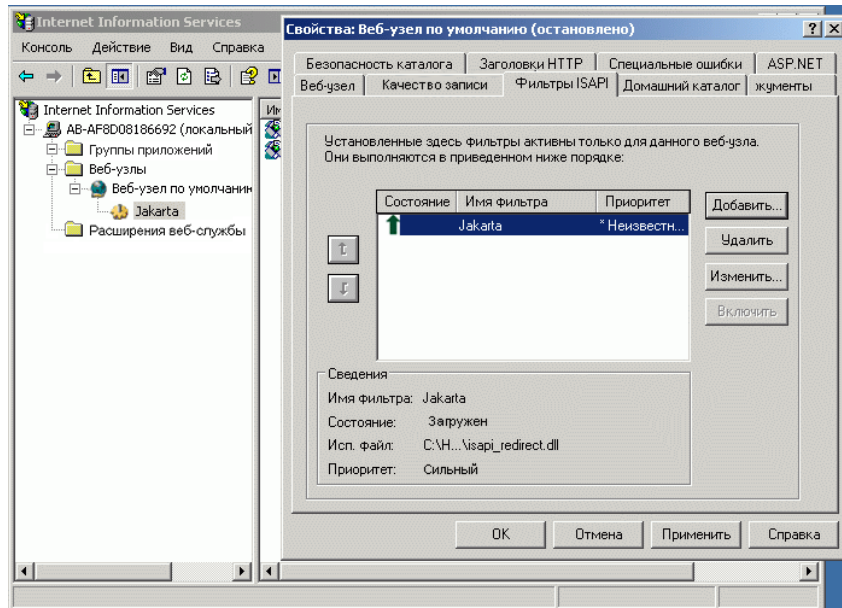 Internet Information Services
Консоль Действие Вид Справка
Internet Information Services
AB-AF8D08186692 (локальный
Группы приложений
Веб-узлы
Веб-узел по умолчанию
Jakarta
Расширения веб-службы
Им
Свойства: Веб-узел по умолчанию (остановлено)
Безопасность каталога Заголовки HTTP Специальные ошибки ASP.NET
Веб-узел Качество записи Фильтры ISAPI Домашний каталог жументы
Установленные здесь фильтры активны только для данного веб-узла.
Они выполняются в приведенном ниже порядке:
Состояние Имя фильтра Приоритет
Jakarta * Неизвестн...
Добавить...
Удалить
Изменить...
Включить
Сведения
Имя фильтра: Jakarta
Состояние: Загружен
Исп. файл: C:\H...\isapi_redirect.dll
Приоритет: Сильный
OK Отмена Применить Справка